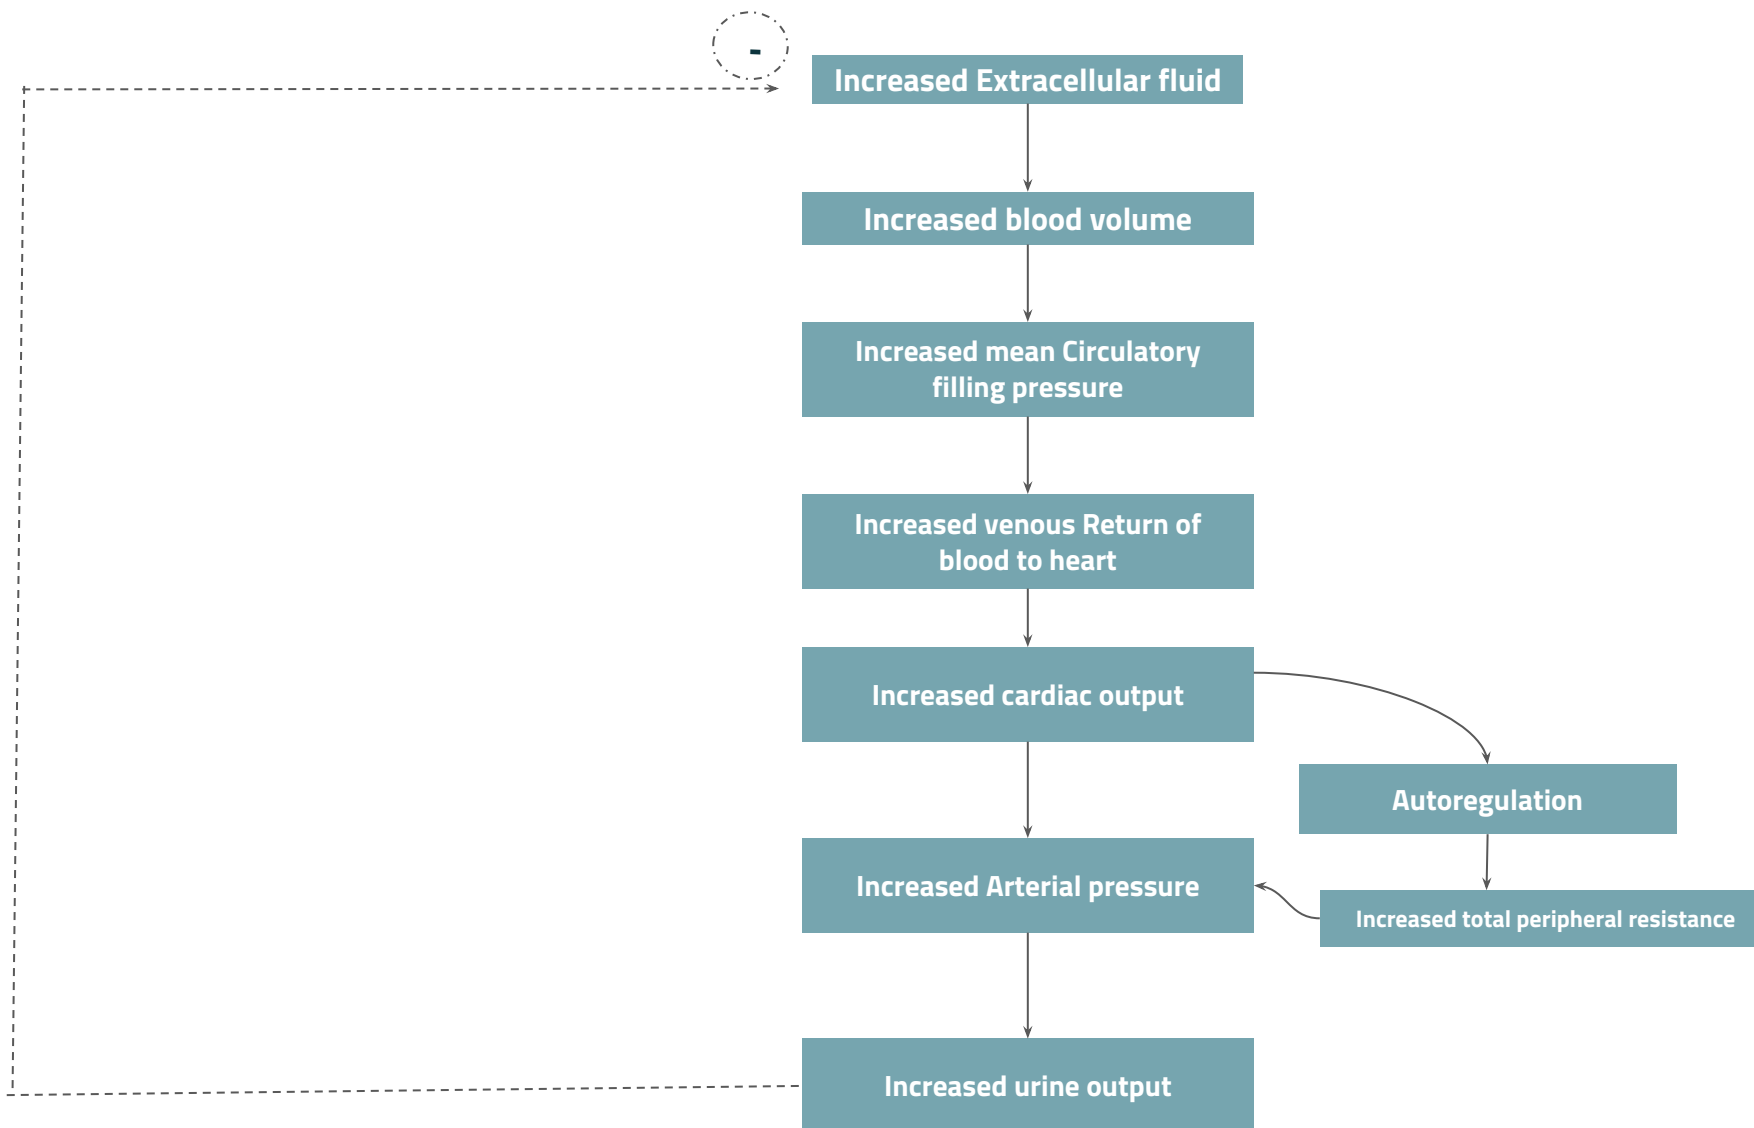 -
Increased Extracellular fluid
Increased blood volume
Increased mean Circulatory
filling pressure
Increased venous Return of
blood to heart
Increased cardiac output
Autoregulation
Increased Arterial pressure
Increased total peripheral resistance
Increased urine output